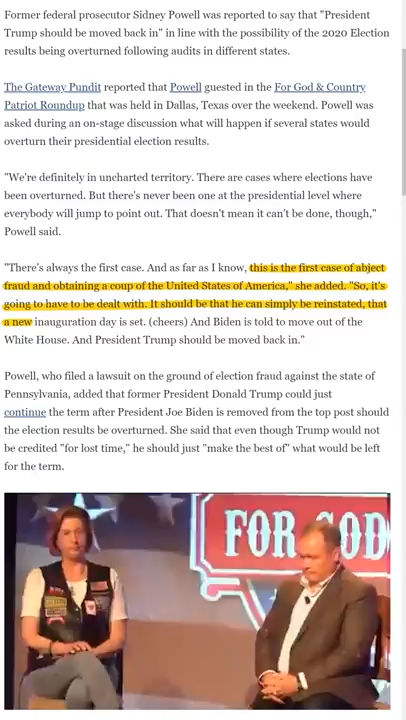 Former federal prosecutor Sidney Powell was reported to say that "President
Trump should be moved back in" in line with the possibility of the 2020 Election
results being overturned following audits in different states.
The Gateway Pundit reported that Powell guested in the For God & Country
Patriot Roundup that was held in Dallas, Texas over the weekend. Powell was
asked during an on-stage discussion what will happen if several states would
overturn their presidential election results.
"We're definitely in uncharted territory. There are cases where elections have
been overturned. But there's never been one at the presidential level where
everybody will jump to point out. That doesn't mean it can't be done, though,"
Powell said.
"There's always the first case. And as far as I know, this is the first case of abject
fraud and obtaining a coup of the United States of America," she added. "So, it's
going to have to be dealt with. It should be that he can simply be reinstated, that
a new inauguration day is set. (cheers) And Biden is told to move out of the
White House. And President Trump should be moved back in."
Powell, who filed a lawsuit on the ground of election fraud against the state of
Pennsylvania, added that former President Donald Trump could just
continue the term after President Joe Biden is removed from the top post should
the election results be overturned. She said that even though Trump would not
be credited "for lost time," he should just "make the best of" what would be left
for the term.
FOR GOD